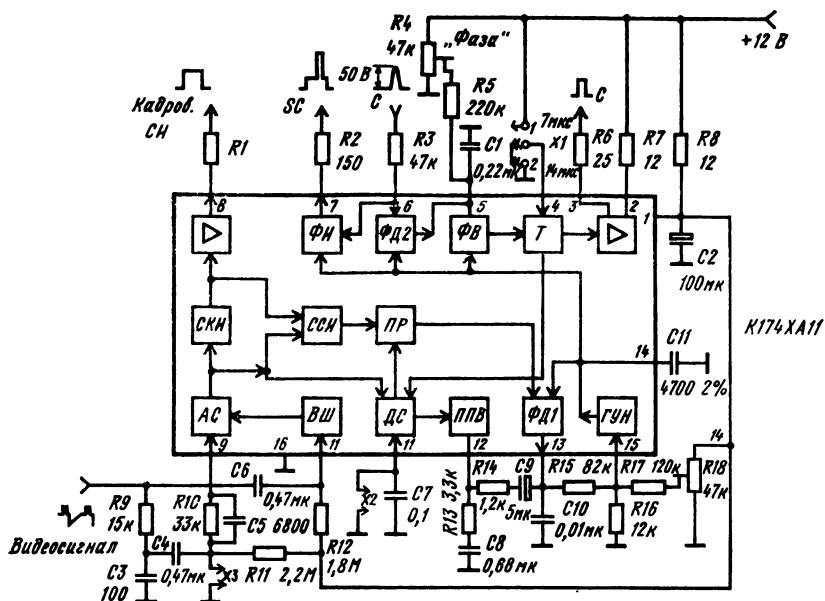 R4
47к
„Фаза“
+12 В
50 В
Кадров.
СИ
SC
С
R5
220к
7мкс
1
X1
2
14мкс
С
R1
R2
150
R3
47к
C1
0,22мк
R6
25
R7
12
R8
12
8
7
6
5
4
3
2
1
ФИ
ФД2
ФВ
Т
C2
100мк
СКИ
ССИ
ПР
К174ХА11
14
C11
4700 2%
АС
ВШ
ДС
ППВ
ФД1
ГУН
9
16
11
11
12
13
15
14
C6
0,47мк
R9
15к
R10
33к
C5 6800
X2
C7
0,1
R14
1,2к
C9
5мк
R15
82к
R17
120к
R18
47к
R13 3,3к
C10
0,01мк
R16
12к
Видеосигнал
C4
0,47мк
X3
R11
2,2М
R12
1,8М
C8
0,68мк
C3
100